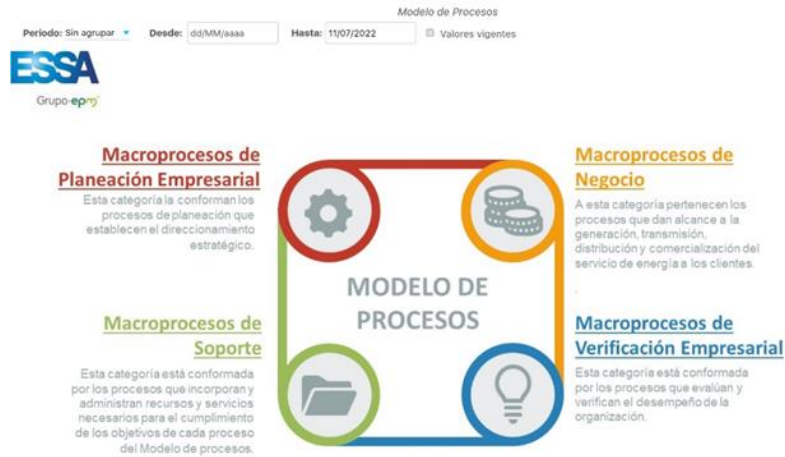 Modelo de Procesos
Periodo: Sin agrupar Desde: dd/MM/aaaa Hasta: 11/07/2022 Valores vigentes
ESSA
Grupo·epm
Macroprocesos de
Planeación Empresarial
Esta categoría la conforman los
procesos de planeación que
establecen el direccionamiento
estratégico.
Macroprocesos de
Negocio
A esta categoría pertenecen los
procesos que dan alcance a la
generación, transmisión,
distribución y comercialización del
servicio de energía a los clientes.
.
MODELO DE
PROCESOS
Macroprocesos de
Soporte
Esta categoría está conformada
por los procesos que incorporan y
administran recursos y servicios
necesarios para el cumplimiento
de los objetivos de cada proceso
del Modelo de procesos.
Macroprocesos de
Verificación Empresarial
Esta categoría está conformada
por los procesos que evalúan y
verifican el desempeño de la
organización.